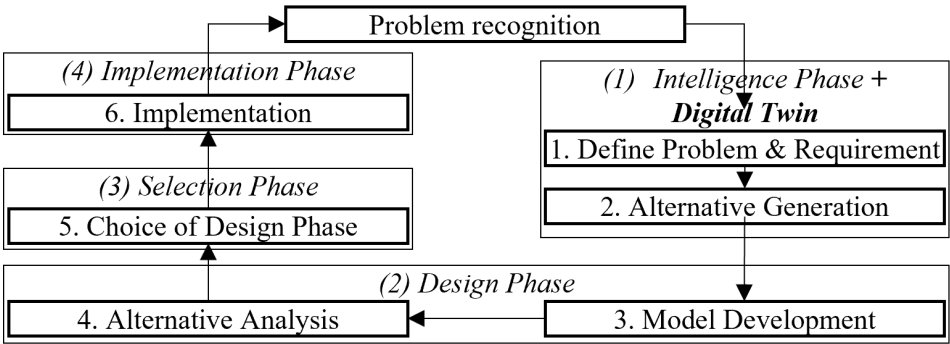 Problem recognition
(1) Intelligence Phase +
Digital Twin
1. Define Problem & Requirement
2. Alternative Generation
(2) Design Phase
3. Model Development
4. Alternative Analysis
(3) Selection Phase
5. Choice of Design Phase
(4) Implementation Phase
6. Implementation